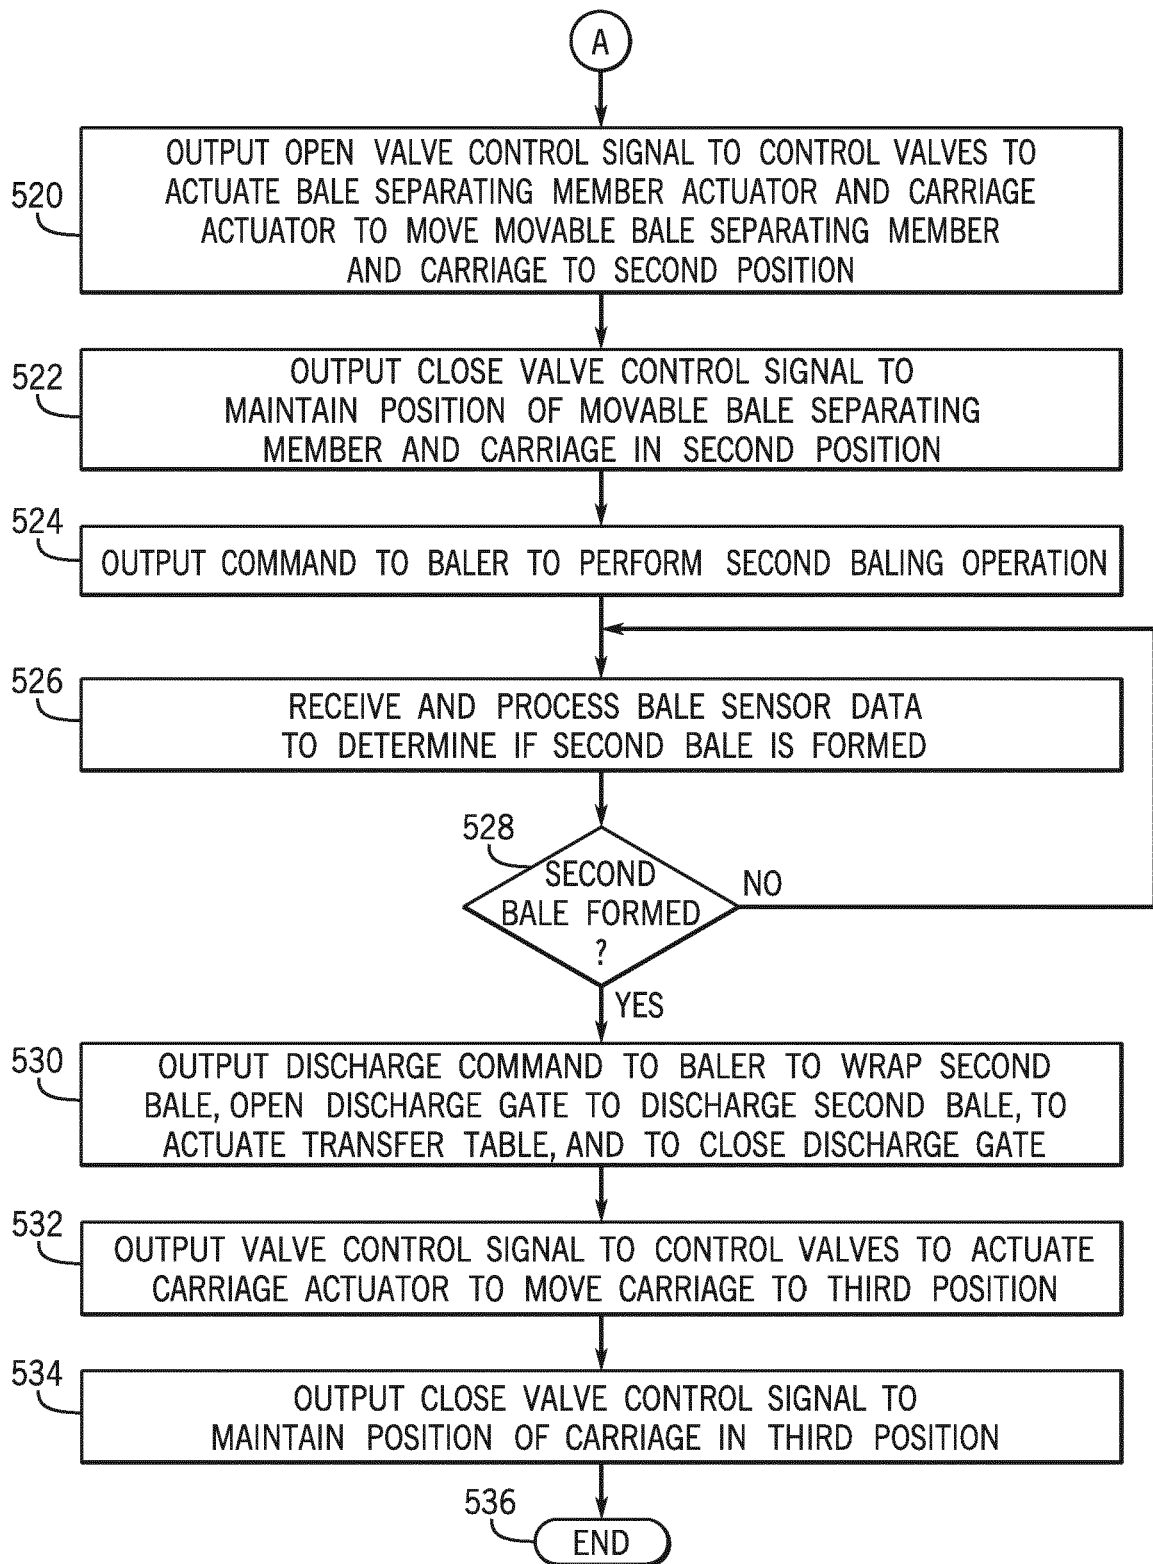 A
520
OUTPUT OPEN VALVE CONTROL SIGNAL TO CONTROL VALVES TO
ACTUATE BALE SEPARATING MEMBER ACTUATOR AND CARRIAGE
ACTUATOR TO MOVE MOVABLE BALE SEPARATING MEMBER
AND CARRIAGE TO SECOND POSITION
522
OUTPUT CLOSE VALVE CONTROL SIGNAL TO
MAINTAIN POSITION OF MOVABLE BALE SEPARATING
MEMBER AND CARRIAGE IN SECOND POSITION
524
OUTPUT COMMAND TO BALER TO PERFORM SECOND BALING OPERATION
526
RECEIVE AND PROCESS BALE SENSOR DATA
TO DETERMINE IF SECOND BALE IS FORMED
528
SECOND
BALE FORMED
?
NO
YES
530
OUTPUT DISCHARGE COMMAND TO BALER TO WRAP SECOND
BALE, OPEN DISCHARGE GATE TO DISCHARGE SECOND BALE, TO
ACTUATE TRANSFER TABLE, AND TO CLOSE DISCHARGE GATE
532
OUTPUT VALVE CONTROL SIGNAL TO CONTROL VALVES TO ACTUATE
CARRIAGE ACTUATOR TO MOVE CARRIAGE TO THIRD POSITION
534
OUTPUT CLOSE VALVE CONTROL SIGNAL TO
MAINTAIN POSITION OF CARRIAGE IN THIRD POSITION
536
END